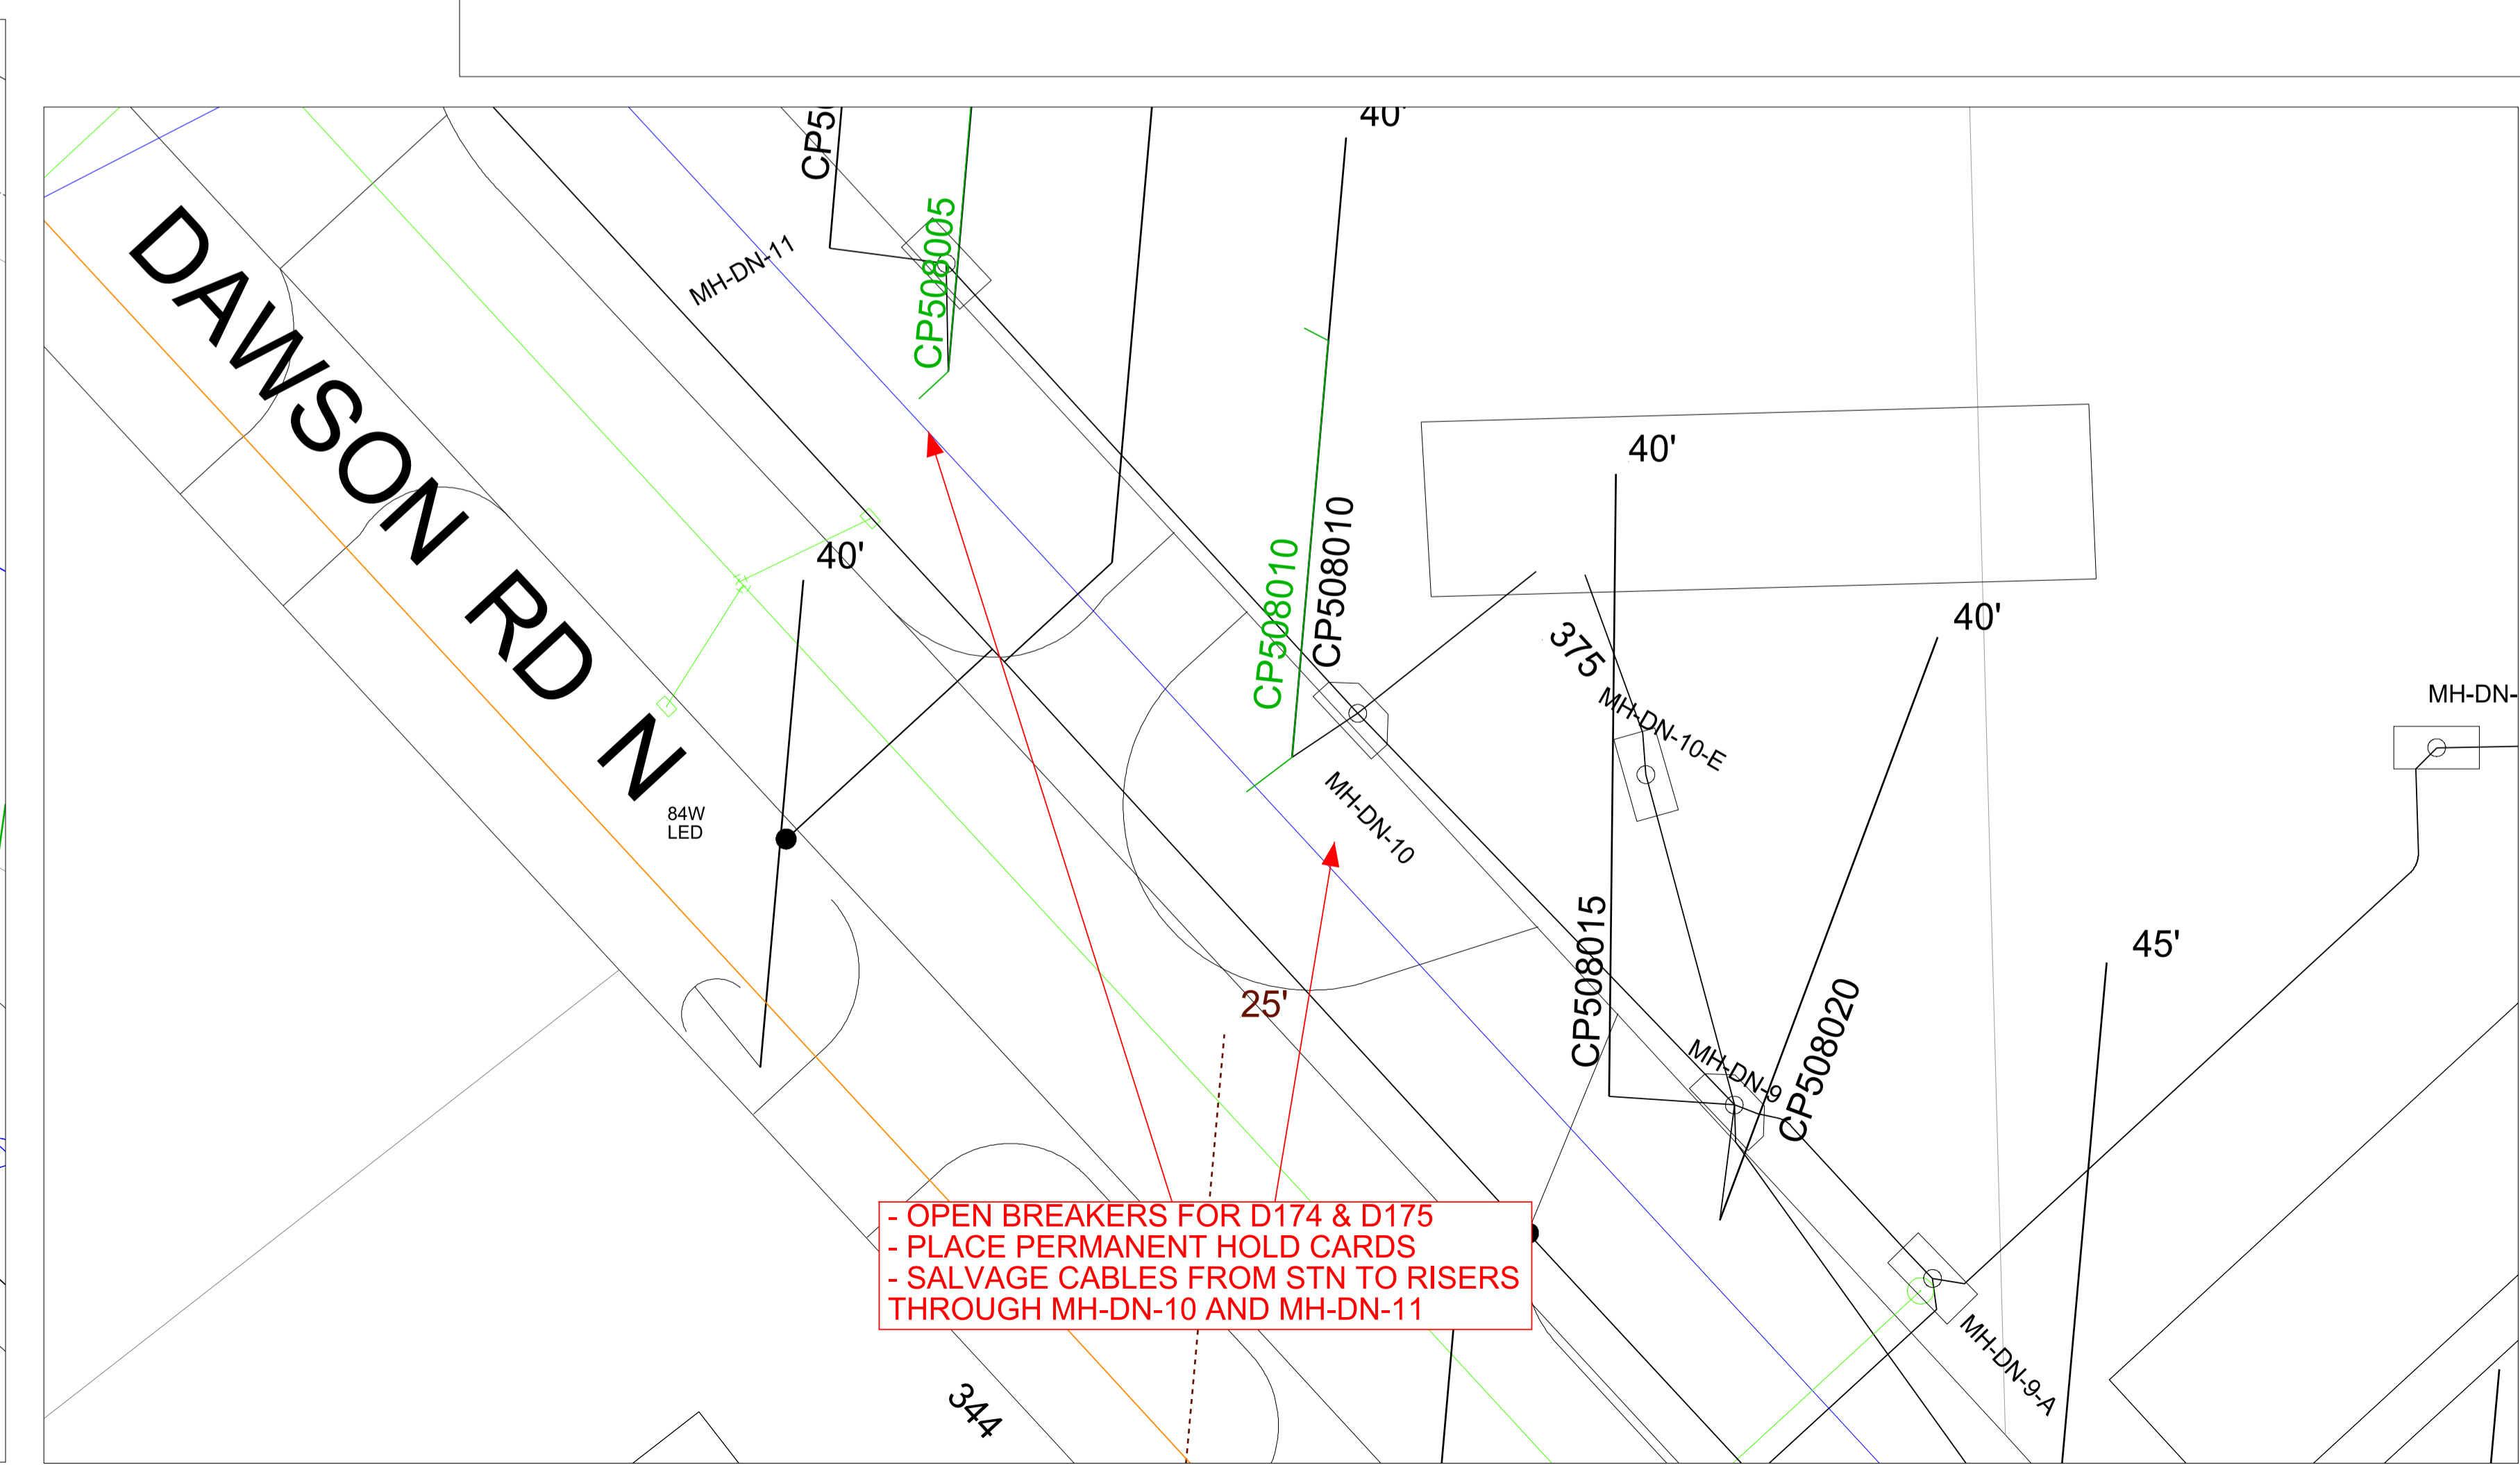 40'
CP50
CP508005
MH-DN-11
DAWSON RD N
40'
40'
CP508010
CP508010
375
MH-DN-10-E
40'
MH-DN-
84W
LED
MH-DN-10
CP508015
45'
25'
MH-DN-9
CP508020
- OPEN BREAKERS FOR D174 & D175
- PLACE PERMANENT HOLD CARDS
- SALVAGE CABLES FROM STN TO RISERS
THROUGH MH-DN-10 AND MH-DN-11
MH-DN-9-A
344